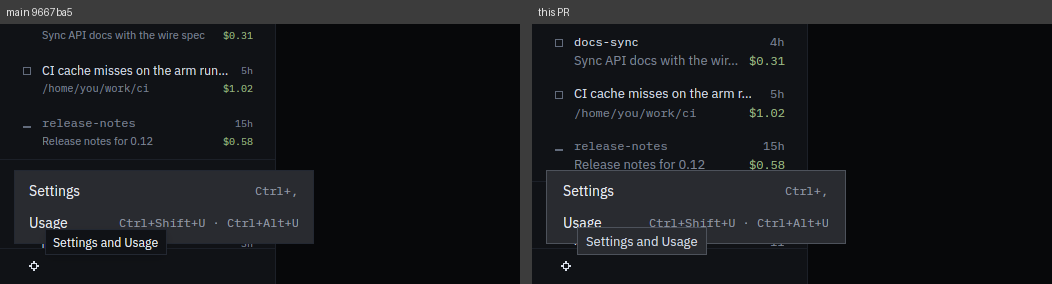 main 9667ba5
Sync API docs with the wire spec $0.31
CI cache misses on the arm run... 5h
/home/you/work/ci $1.02
release-notes 15h
Release notes for 0.12 $0.58
Settings Ctrl+,
Usage Ctrl+Shift+U · Ctrl+Alt+U
Settings and Usage
this PR
docs-sync 4h
Sync API docs with the wir... $0.31
CI cache misses on the arm r... 5h
/home/you/work/ci $1.02
release-notes 15h
Release notes for 0.12 $0.58
Settings Ctrl+,
Usage Ctrl+Shift+U · Ctrl+Alt+U
Settings and Usage